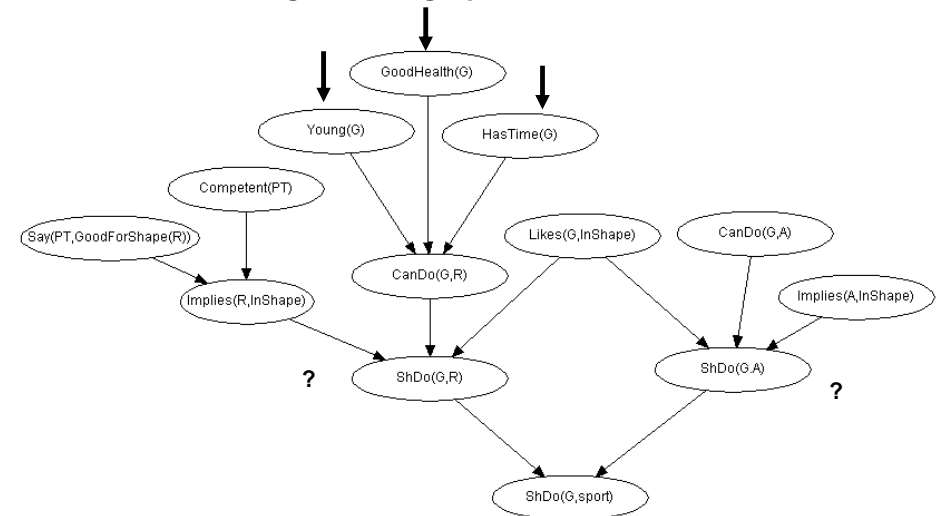 GoodHealth(G)
Young(G)
HasTime(G)
Competent(PT)
Say(PT,GoodForShape(R))
Likes(G,InShape)
CanDo(G,A)
CanDo(G,R)
Implies(R,InShape)
Implies(A,InShape)
?
ShDo(G,R)
ShDo(G.A)
?
ShDo(G,sport)